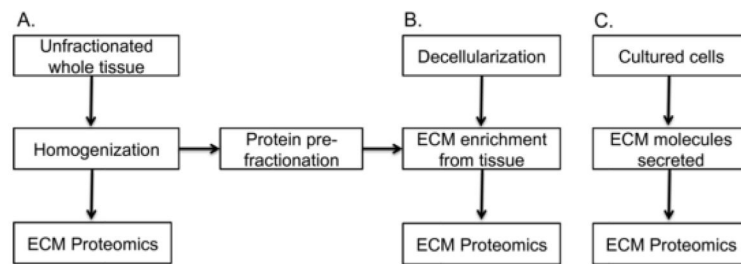 A.
B.
C.
Unfractionated
whole tissue
Decellularization
Cultured cells
Homogenization
Protein pre-
fractionation
ECM enrichment
from tissue
ECM molecules
secreted
ECM Proteomics
ECM Proteomics
ECM Proteomics